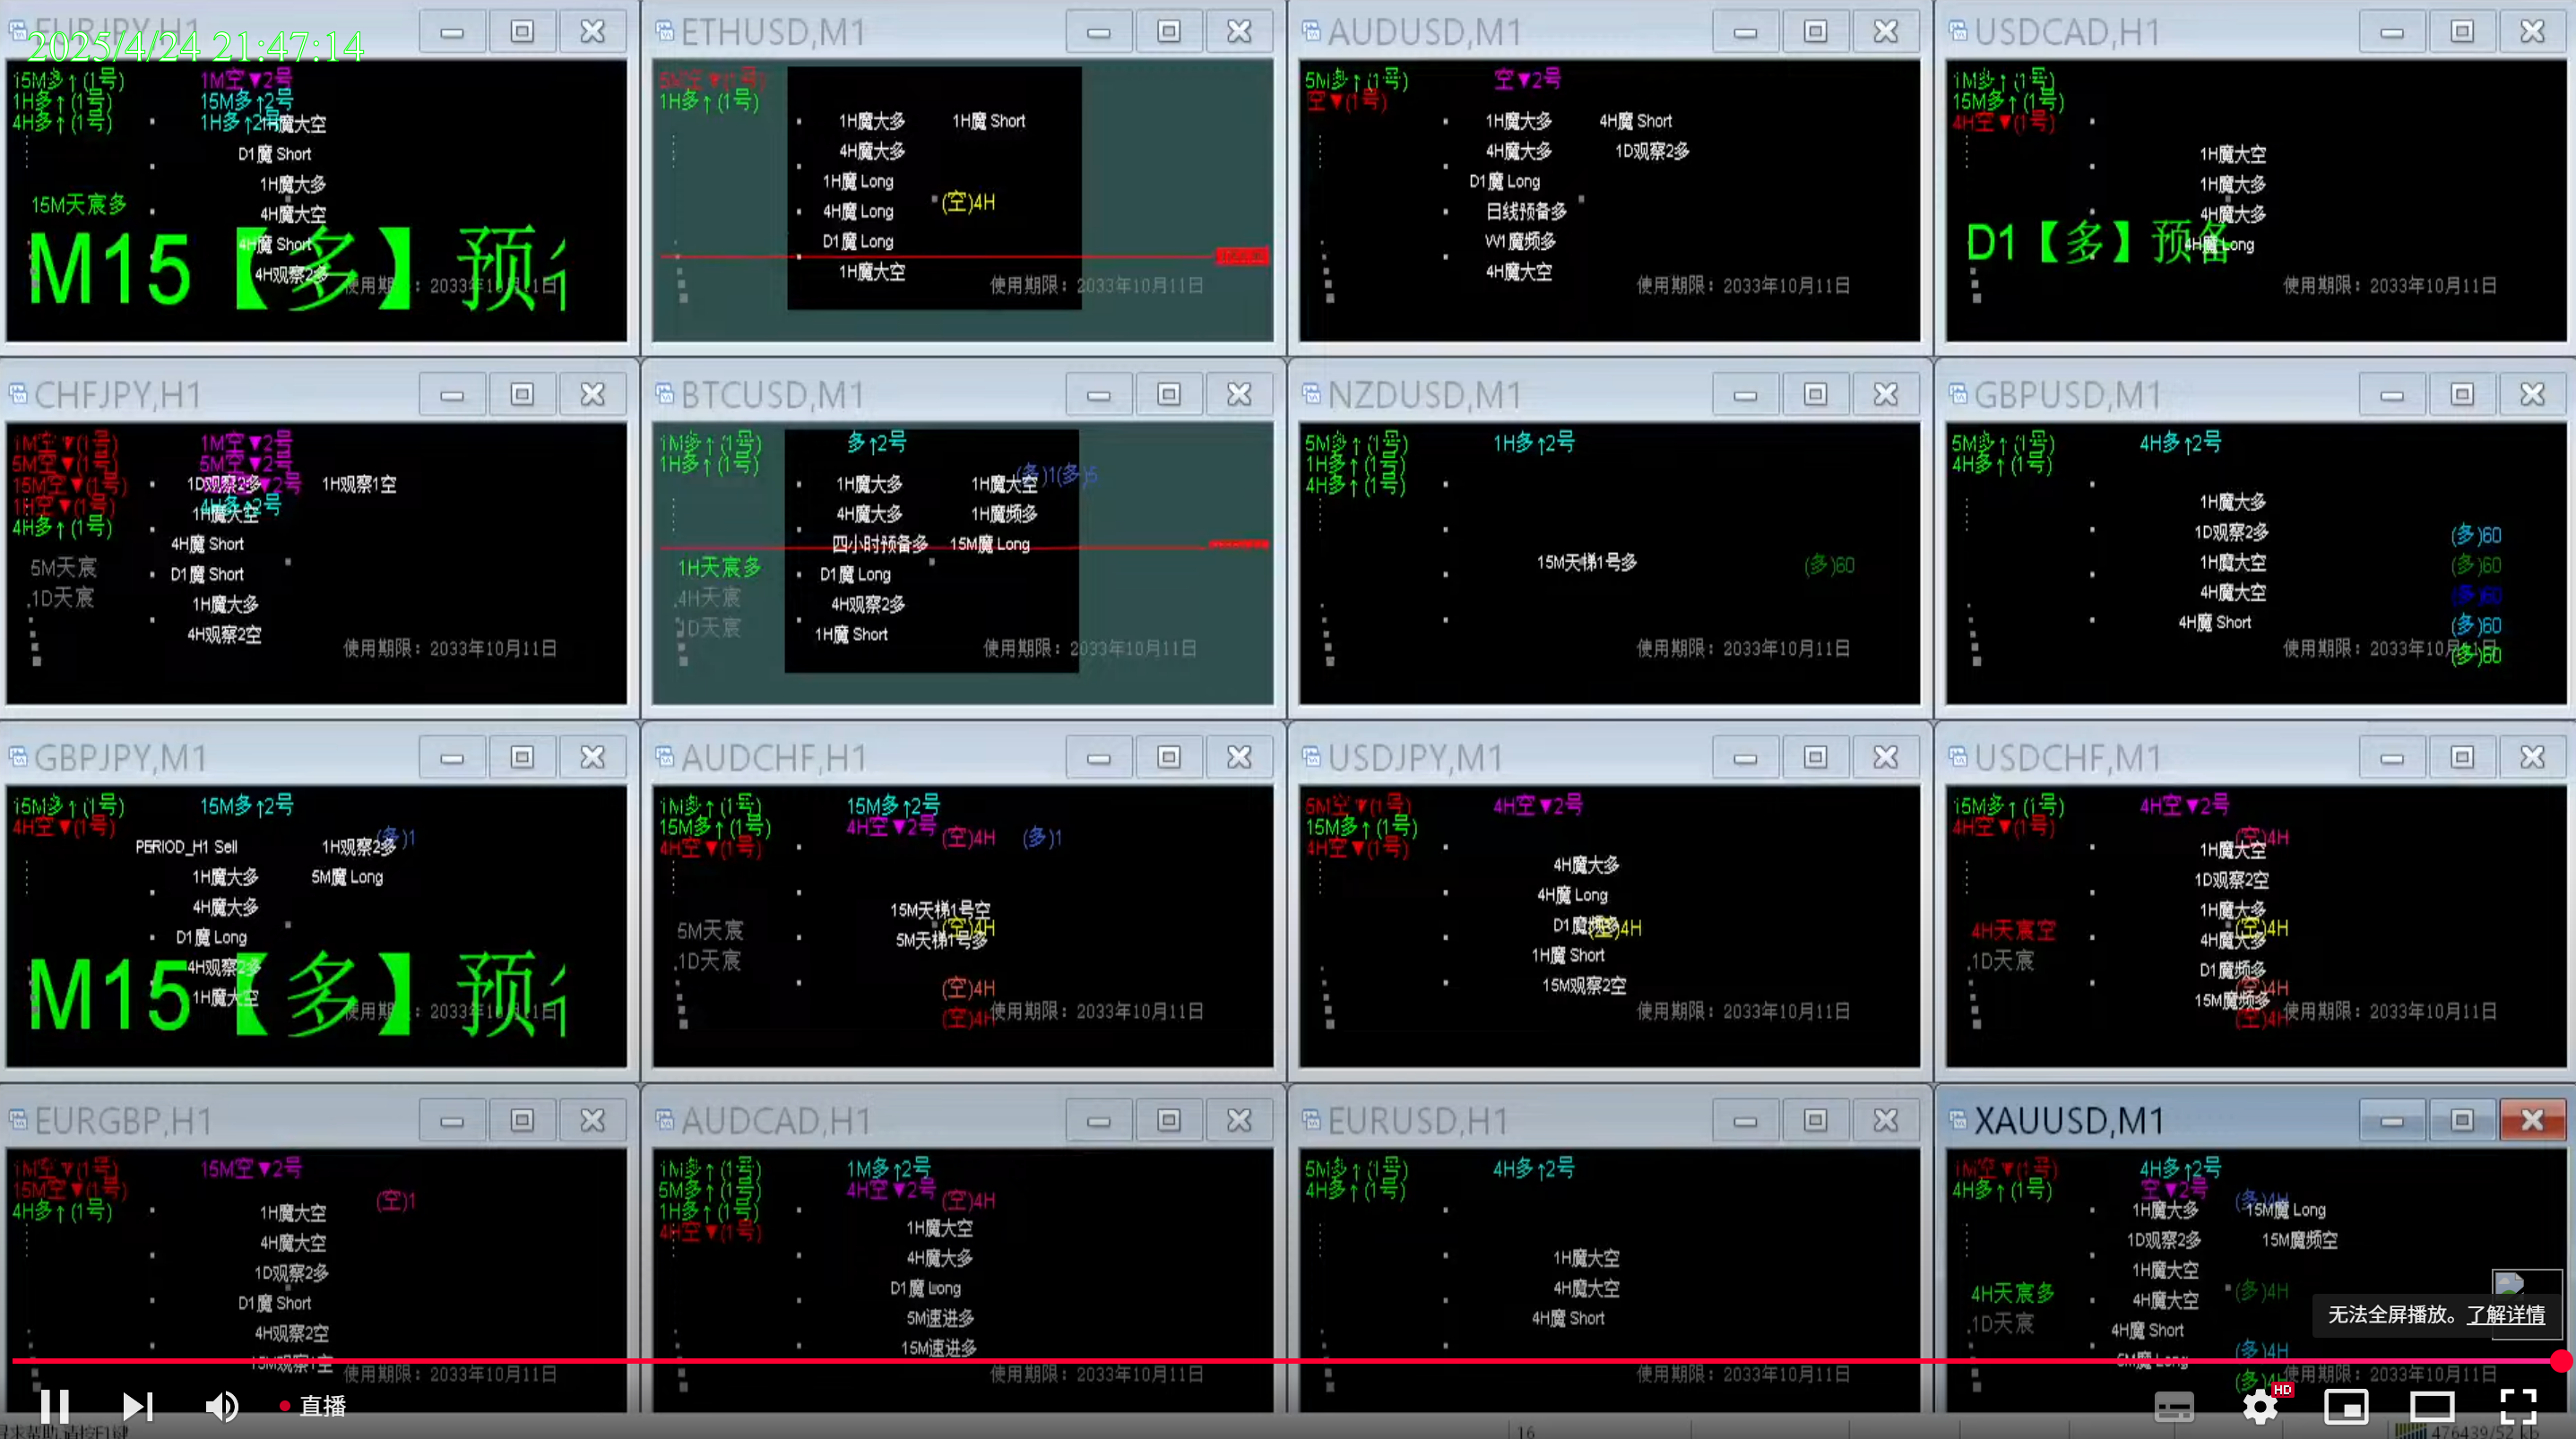 EURJPY,H1
2025/4/24 21:47:14
15M多↑(1号)
1M空▼2号
1H多↑(1号)
15M多↑2号
4H多↑(1号)
1H多↑2号
1H魔大空
D1魔 Short
1H魔大多
15M天宸多
4H魔大空
4H魔 Short
M15【多】预
4H观察2多
使用期限：2033年10月11日
ETHUSD,M1
5M空▼(1号)
1H多↑(1号)
1H魔大多
1H魔 Short
4H魔大多
1H魔 Long
(空)4H
4H魔 Long
D1魔 Long
1H魔大空
使用期限：2033年10月11日
AUDUSD,M1
5M多↑(1号)
空▼2号
空▼(1号)
1H魔大多
4H魔 Short
4H魔大多
1D观察2多
D1魔 Long
日线预备多
W1魔频多
4H魔大空
使用期限：2033年10月11日
USDCAD,H1
1M多↑(1号)
15M多↑(1号)
4H空▼(1号)
1H魔大空
1H魔大多
4H魔大多
D1【多】预备
4H魔 Long
使用期限：2033年10月11日
CHFJPY,H1
1M空▼(1号)
1M空▼2号
5M空▼(1号)
5M空▼2号
15M空▼(1号)
1D观察2多
1H观察1空
1H空▼(1号)
4H多↑2号
1H魔大空
4H多↑(1号)
4H魔 Short
5M天宸
D1魔 Short
1D天宸
1H魔大多
4H观察2空
使用期限：2033年10月11日
BTCUSD,M1
1M多↑(1号)
多↑2号
1H多↑(1号)
(多)1(多)5
1H魔大多
1H魔大空
4H魔大多
1H魔频多
四小时预备多
15M魔 Long
1H天宸多
D1魔 Long
4H天宸
4H观察2多
1D天宸
1H魔 Short
使用期限：2033年10月11日
NZDUSD,M1
5M多↑(1号)
1H多↑2号
1H多↑(1号)
4H多↑(1号)
15M天梯1号多
(多)60
使用期限：2033年10月11日
GBPUSD,M1
5M多↑(1号)
4H多↑2号
4H多↑(1号)
1H魔大多
1D观察2多
(多)60
1H魔大空
(多)60
4H魔大空
(多)60
4H魔 Short
(多)60
使用期限：2033年10月11日
(多)60
GBPJPY,M1
15M多↑(1号)
15M多↑2号
4H空▼(1号)
(多)1
PERIOD_H1 Sell
1H观察2多
1H魔大多
5M魔 Long
4H魔大多
D1魔 Long
4H观察2多
M15【多】预
1H魔大空
使用期限：2033年10月11日
AUDCHF,H1
1M多↑(1号)
15M多↑2号
15M多↑(1号)
4H空▼2号
(空)4H
(多)1
4H空▼(1号)
15M天梯1号空
5M天宸
(空)4H
5M天梯1号多
1D天宸
(空)4H
(空)4H
使用期限：2033年10月11日
USDJPY,M1
5M空▼(1号)
4H空▼2号
15M多↑(1号)
4H空▼(1号)
4H魔大多
4H魔 Long
D1魔频多
(空)4H
1H魔 Short
15M观察2空
使用期限：2033年10月11日
USDCHF,M1
15M多↑(1号)
4H空▼2号
4H空▼(1号)
(空)4H
1H魔大空
1D观察2空
1H魔大多
4H天宸空
(空)4H
4H魔大多
1D天宸
D1魔频多
(空)4H
15M魔频多
(空)4H
使用期限：2033年10月11日
EURGBP,H1
1M空▼(1号)
15M空▼2号
15M空▼(1号)
(空)1
4H多↑(1号)
1H魔大空
4H魔大空
1D观察2多
D1魔 Short
4H观察2空
15M观察1空
使用期限：2033年10月11日
AUDCAD,H1
1M多↑(1号)
1M多↑2号
5M多↑(1号)
4H空▼2号
(空)4H
1H多↑(1号)
4H空▼(1号)
1H魔大空
4H魔大多
D1魔 Long
5M速进多
15M速进多
使用期限：2033年10月11日
EURUSD,H1
5M多↑(1号)
4H多↑2号
4H多↑(1号)
1H魔大空
4H魔大空
4H魔 Short
使用期限：2033年10月11日
XAUUSD,M1
1M空▼(1号)
4H多↑2号
4H多↑(1号)
空▼2号
(多)4H
1H魔大多
15M魔 Long
1D观察2多
15M魔频空
1H魔大空
4H天宸多
(多)4H
4H魔大空
1D天宸
4H魔 Short
(多)4H
5M魔 Long
使用期限：2033年10月11日
无法全屏播放。了解详情
直播
HD
16
476439/52 kb